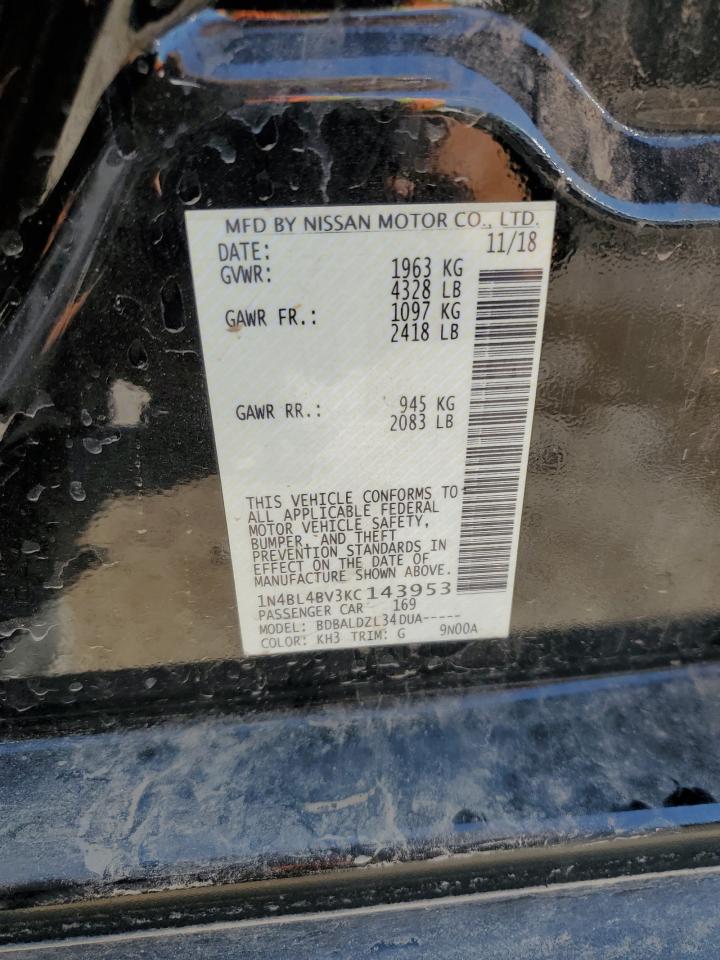 MFD BY NISSAN MOTOR CO., LTD.
DATE: 11/18
GVWR: 1963 KG
4328 LB
GAWR FR.: 1097 KG
2418 LB
GAWR RR.: 945 KG
2083 LB
THIS VEHICLE CONFORMS TO
ALL APPLICABLE FEDERAL
MOTOR VEHICLE SAFETY,
BUMPER, AND THEFT
PREVENTION STANDARDS IN
EFFECT ON THE DATE OF
MANUFACTURE SHOWN ABOVE.
1N4BL4BV3KC143953
PASSENGER CAR 169
MODEL: BDBALDZL34DUA-----
COLOR: KH3 TRIM: G 9N00A